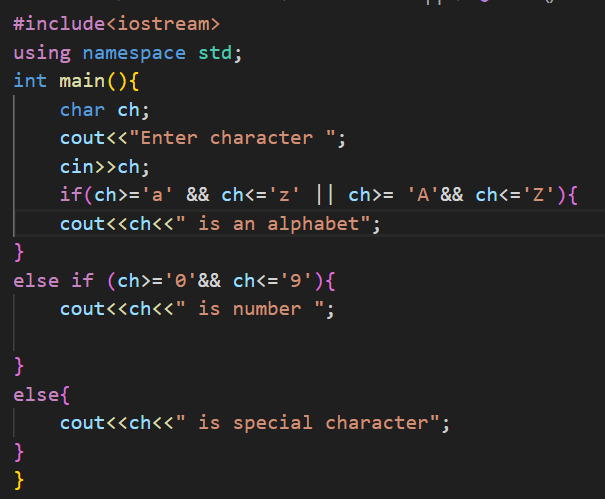 #include<iostream>
using namespace std;
int main(){
    char ch;
    cout<<"Enter character ";
    cin>>ch;
    if(ch>='a' && ch<='z' || ch>= 'A'&& ch<='Z'){
    cout<<ch<<" is an alphabet";
}
else if (ch>='0'&& ch<='9'){
    cout<<ch<<" is number ";
}
else{
    cout<<ch<<" is special character";
}
}